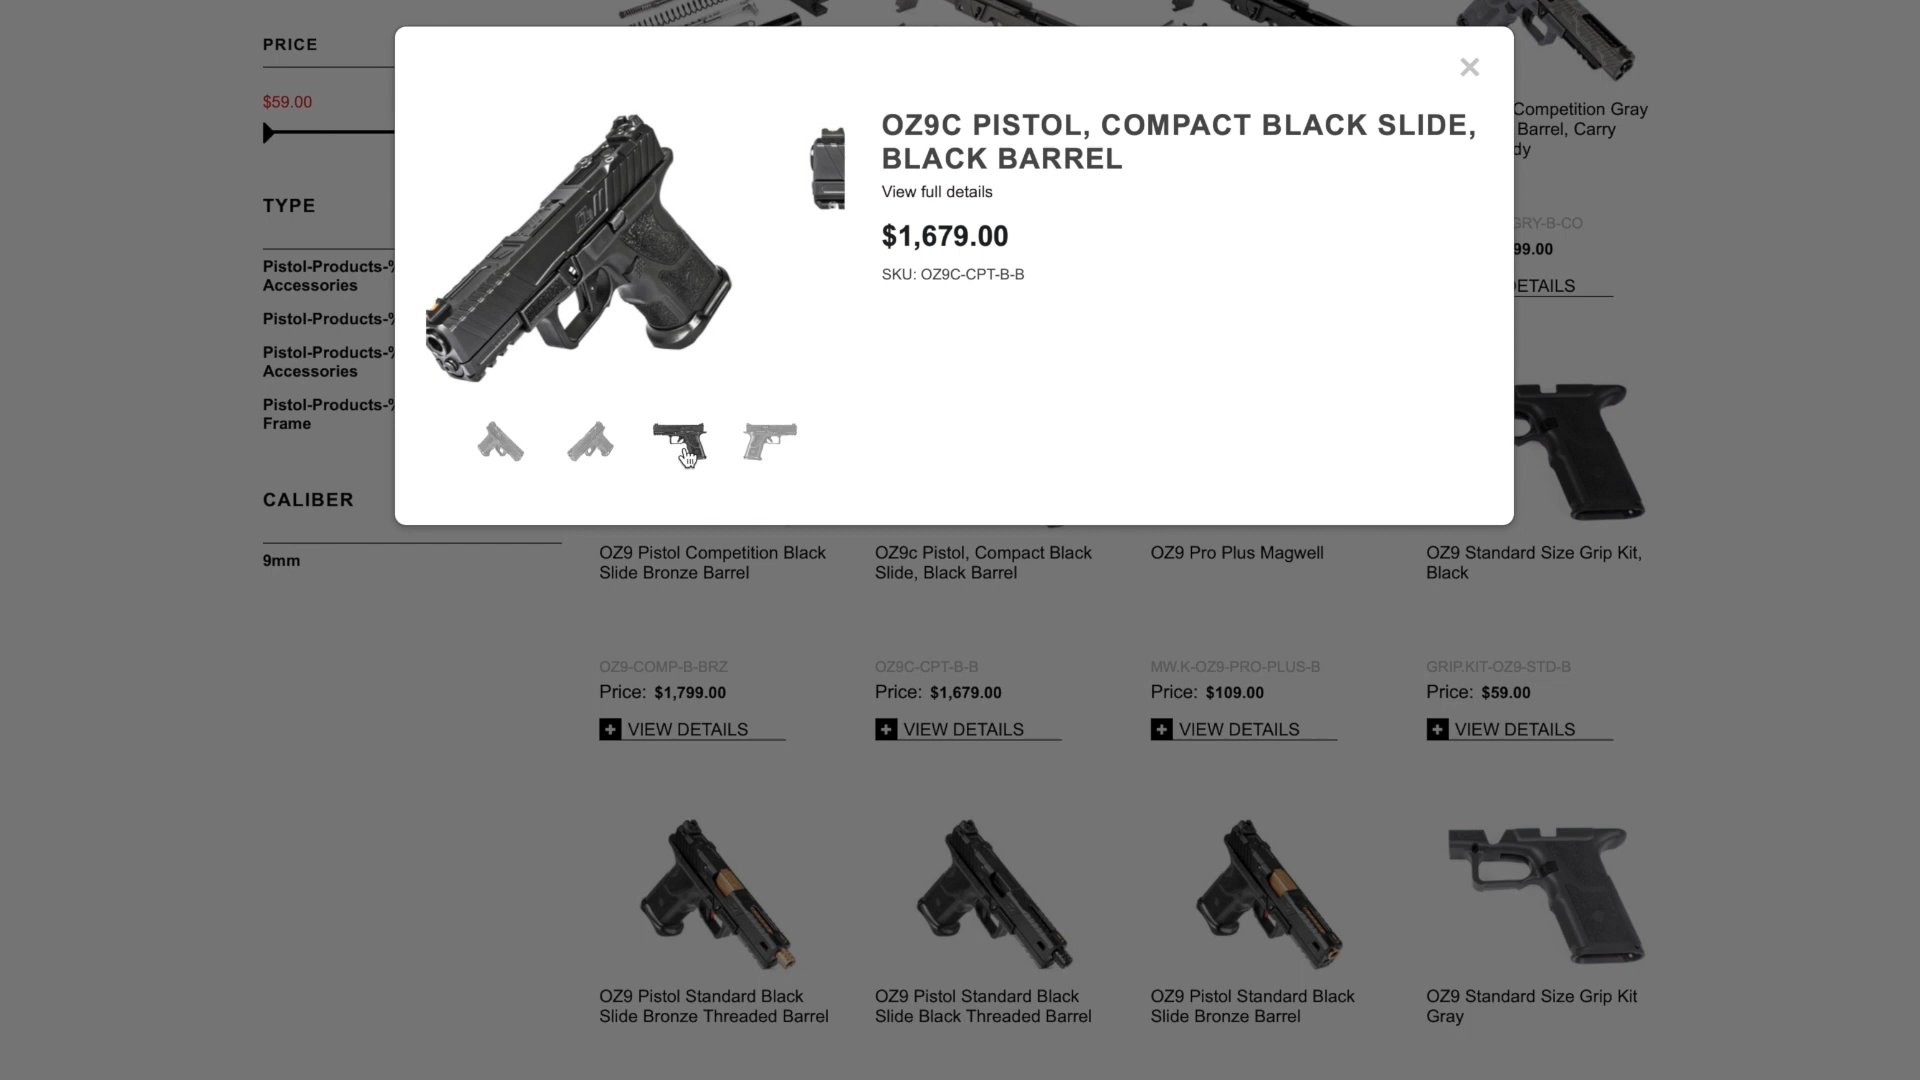 PRICE
$59.00
TYPE
Pistol-Products-%
Accessories
Pistol-Products-%
Pistol-Products-%
Accessories
Pistol-Products-%
Frame
CALIBER
9mm
OZ9C PISTOL, COMPACT BLACK SLIDE,
BLACK BARREL
View full details
$1,679.00
SKU: OZ9C-CPT-B-B
Competition Gray
Barrel, Carry
dy
GRY-B-CO
99.00
ETAILS
OZ9 Pistol Competition Black
Slide Bronze Barrel
OZ9-COMP-B-BRZ
Price: $1,799.00
VIEW DETAILS
OZ9c Pistol, Compact Black
Slide, Black Barrel
OZ9C-CPT-B-B
Price: $1,679.00
VIEW DETAILS
OZ9 Pro Plus Magwell
MW.K-OZ9-PRO-PLUS-B
Price: $109.00
VIEW DETAILS
OZ9 Standard Size Grip Kit,
Black
GRIP.KIT-OZ9-STD-B
Price: $59.00
VIEW DETAILS
OZ9 Pistol Standard Black
Slide Bronze Threaded Barrel
OZ9 Pistol Standard Black
Slide Black Threaded Barrel
OZ9 Pistol Standard Black
Slide Bronze Barrel
OZ9 Standard Size Grip Kit
Gray